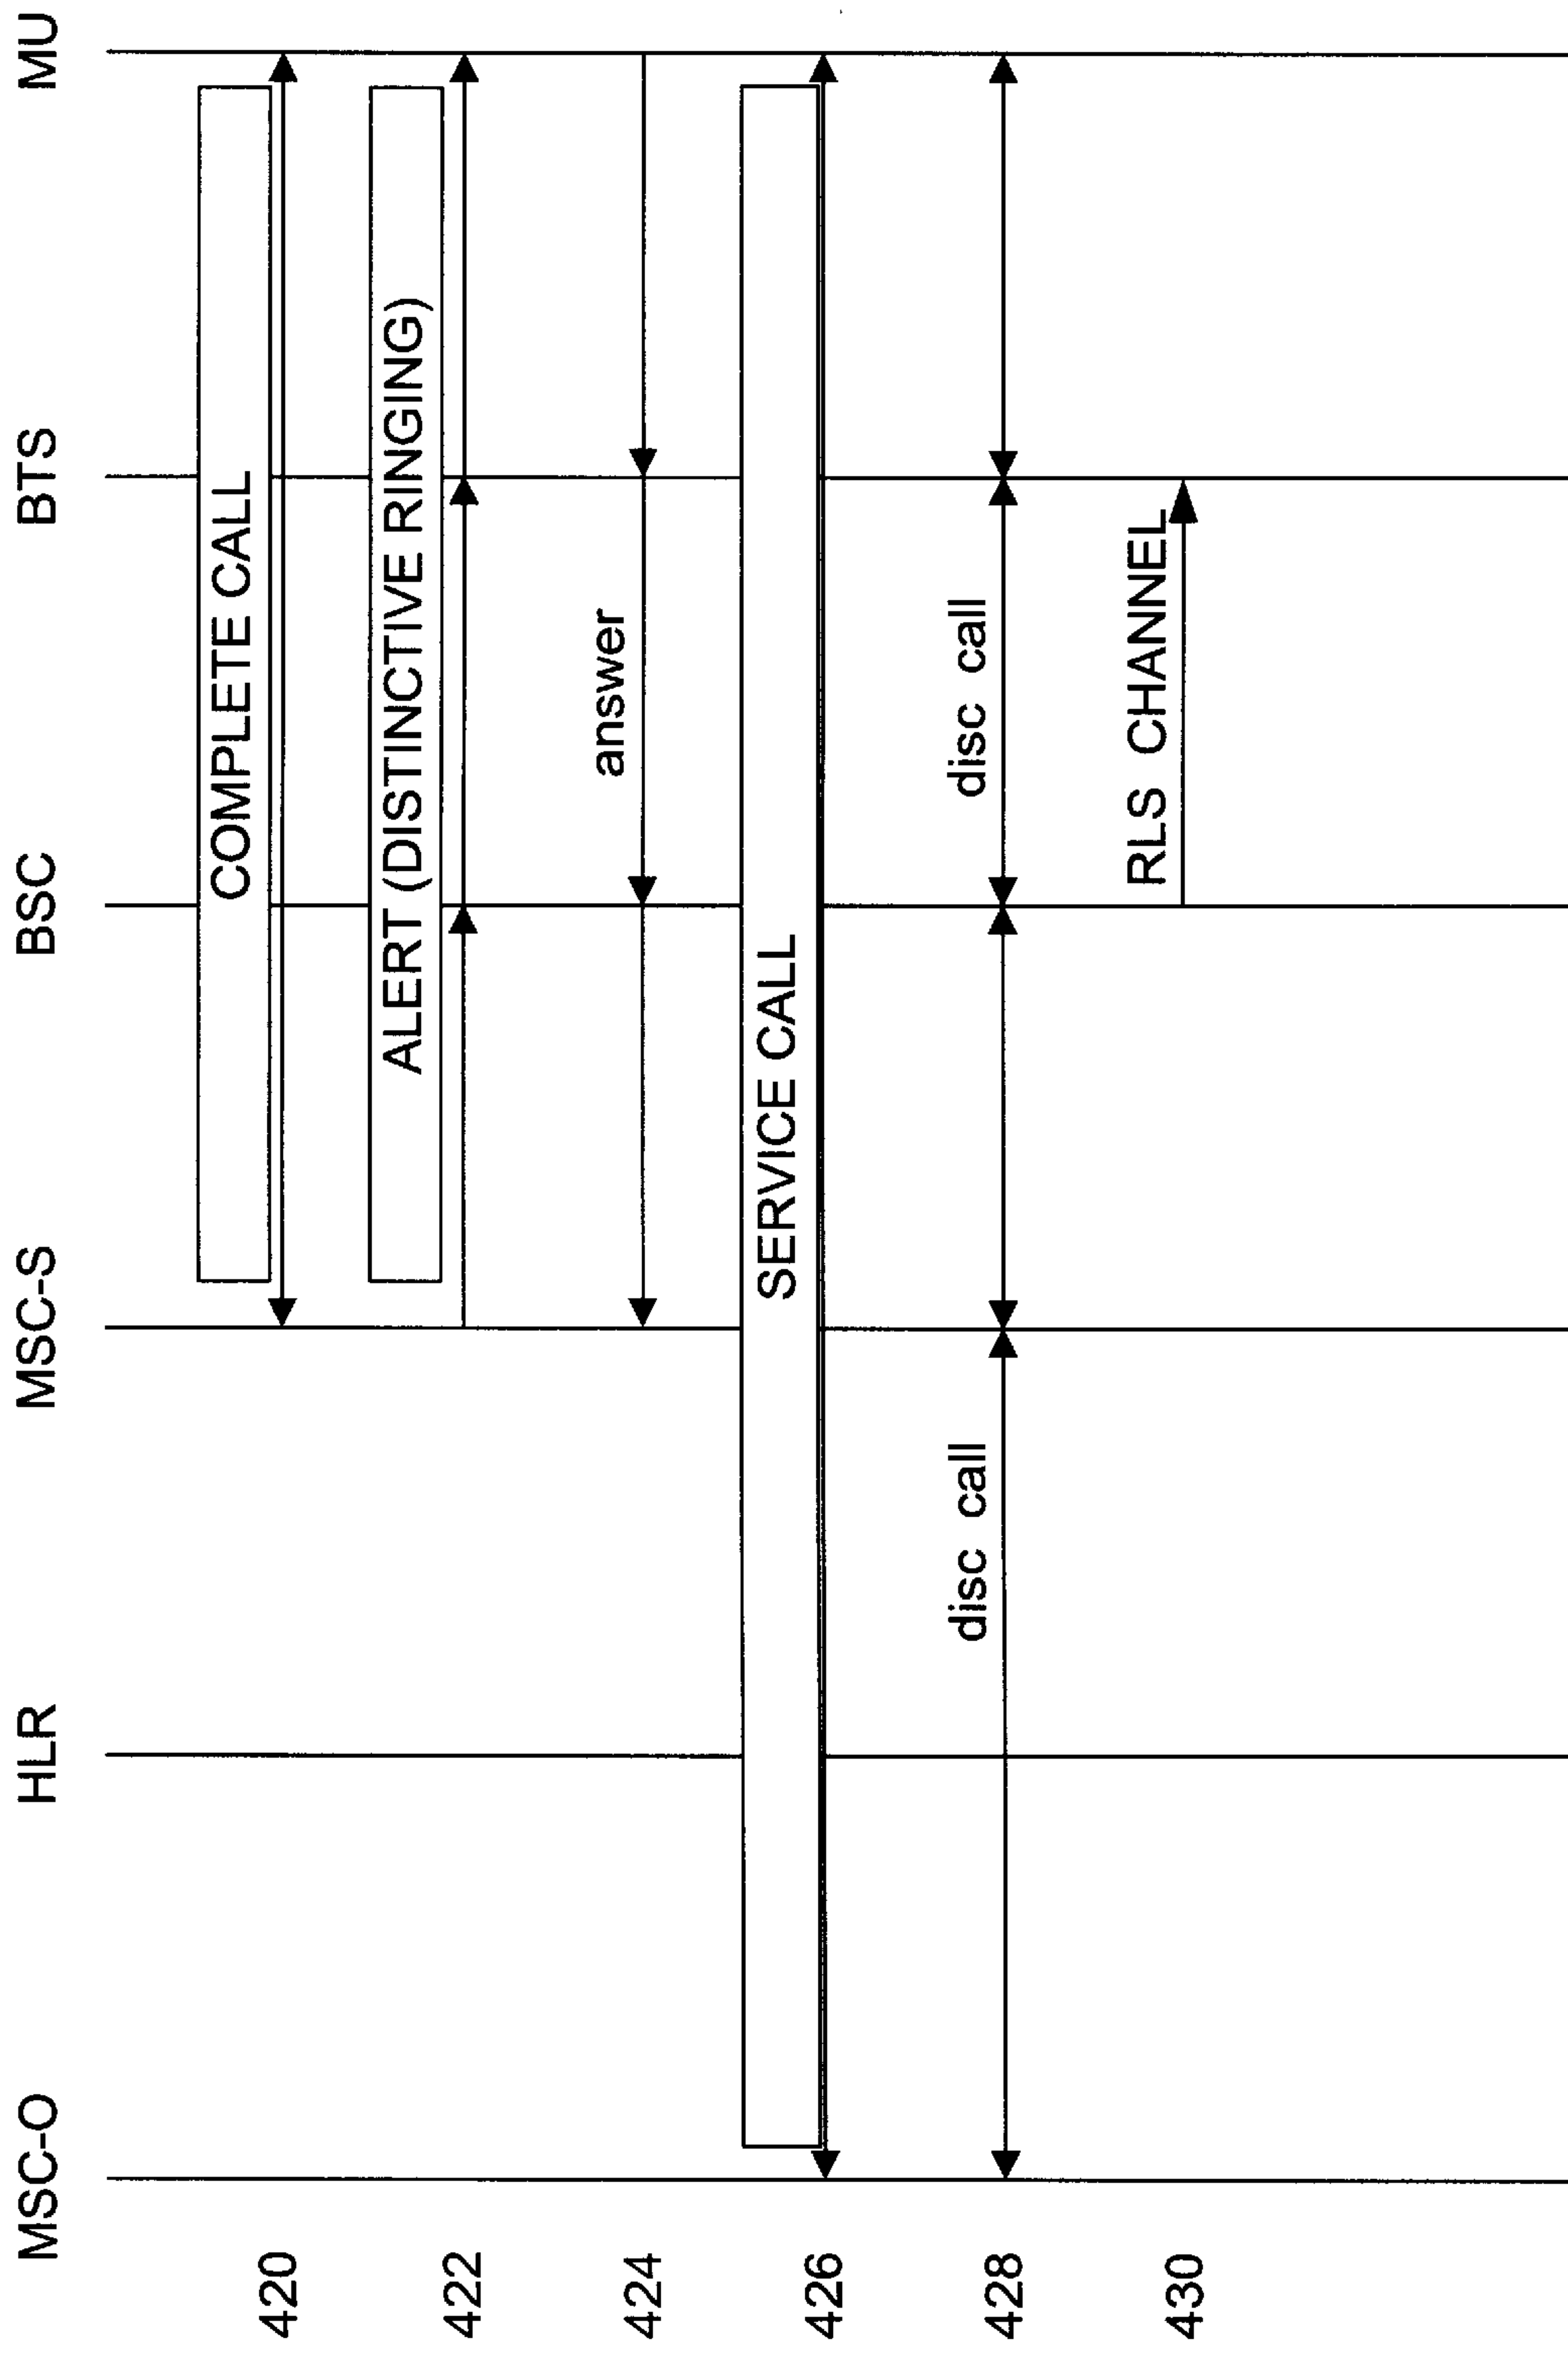 MSC-O HLR MSC-S BSC BTS MU
420 COMPLETE CALL
422 ALERT (DISTINCTIVE RINGING)
424 answer
426 SERVICE CALL
428 disc call disc call
430 RLS CHANNEL